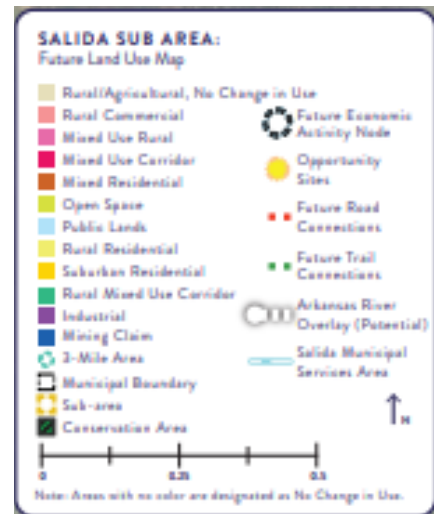 SALIDA SUB AREA:
Future Land Use Map
Rural/Agricultural, No Change in Use
Rural Commercial
Mixed Use Rural
Mixed Use Corridor
Mixed Residential
Open Space
Public Lands
Rural Residential
Suburban Residential
Rural Mixed Use Corridor
Industrial
Mining Claim
3-Mile Area
Municipal Boundary
Sub-area
Conservation Area
Future Economic
Activity Node
Opportunity
Sites
Future Road
Connections
Future Trail
Connections
Arkansas River
Overlay (Potential)
Salida Municipal
Services Area
N
0 0.25 0.5
Note: Areas with no color are designated as No Change in Use.